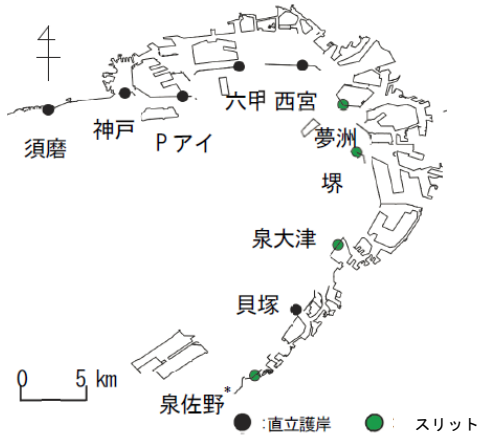 六甲 西宮
神戸
Pアイ
須磨
夢洲
堺
泉大津
貝塚
0 5 km
泉佐野*
:直立護岸 : スリット